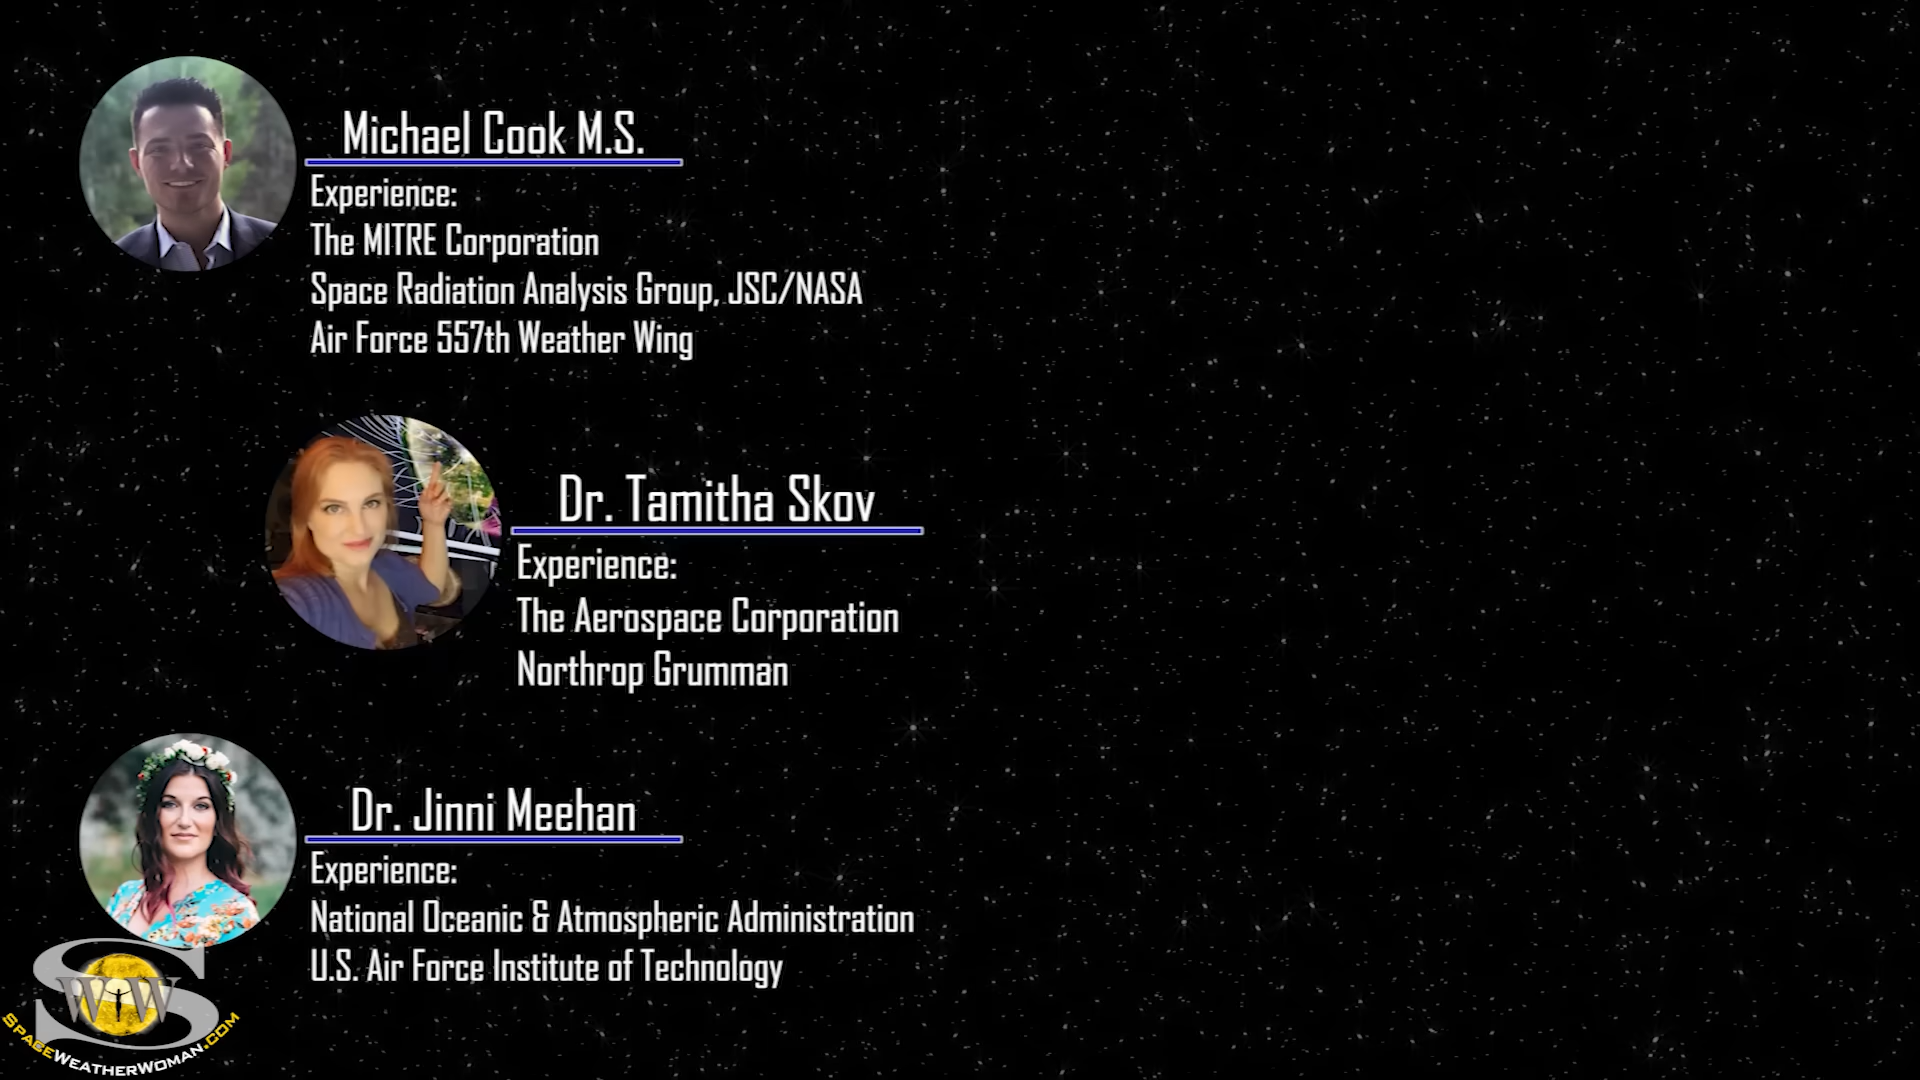 Michael Cook M.S.
Experience:
The MITRE Corporation
Space Radiation Analysis Group, JSC/NASA
Air Force 557th Weather Wing
Dr. Tamitha Skov
Experience:
The Aerospace Corporation
Northrop Grumman
Dr. Jinni Meehan
Experience:
National Oceanic & Atmospheric Administration
U.S. Air Force Institute of Technology
SWW
SpaceWeatherWoman.com